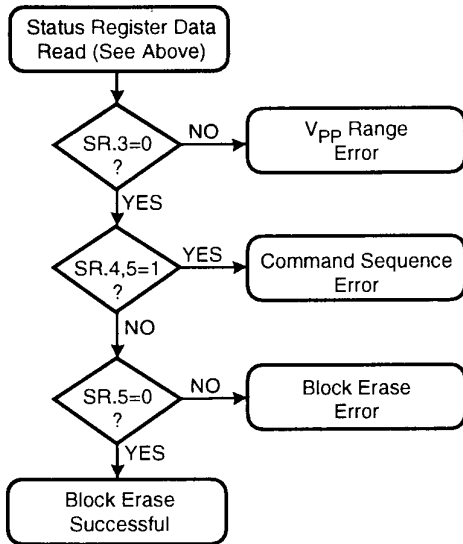 Status Register Data
Read (See Above)
SR.3=0
?
NO
VPP Range
Error
YES
SR.4,5=1
?
YES
Command Sequence
Error
NO
SR.5=0
?
NO
Block Erase
Error
YES
Block Erase
Successful